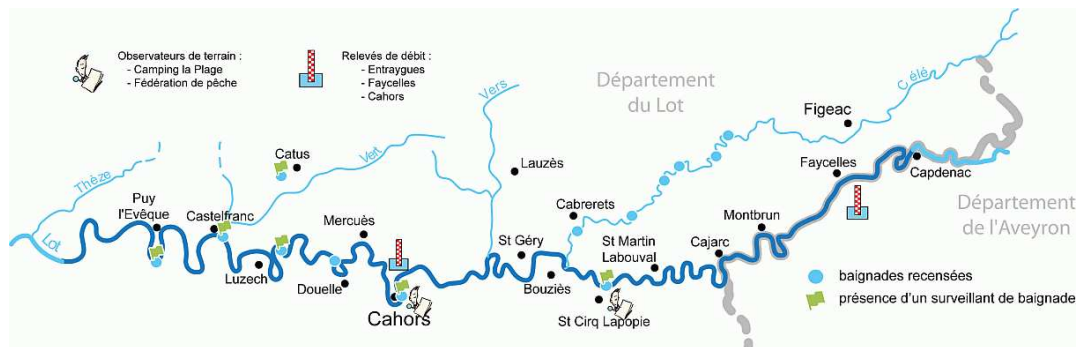 Observateurs de terrain :
- Camping la Plage
- Fédération de pêche
Relevés de débit :
- Entraygues
- Faycelles
- Cahors
Département
du Lot
Célé
Vers
Figeac
Catus
Vert
Lauzès
Faycelles
Capdenac
Thèze
Puy
l'Evêque
Castelfranc
Mercuès
Cabrerets
Département
de l'Aveyron
Lot
St Géry
St Martin
Labouval
Montbrun
Cajarc
Luzech
Douelle
Bouziès
baignades recensées
Cahors
St Cirq Lapopie
présence d'un surveillant de baignade